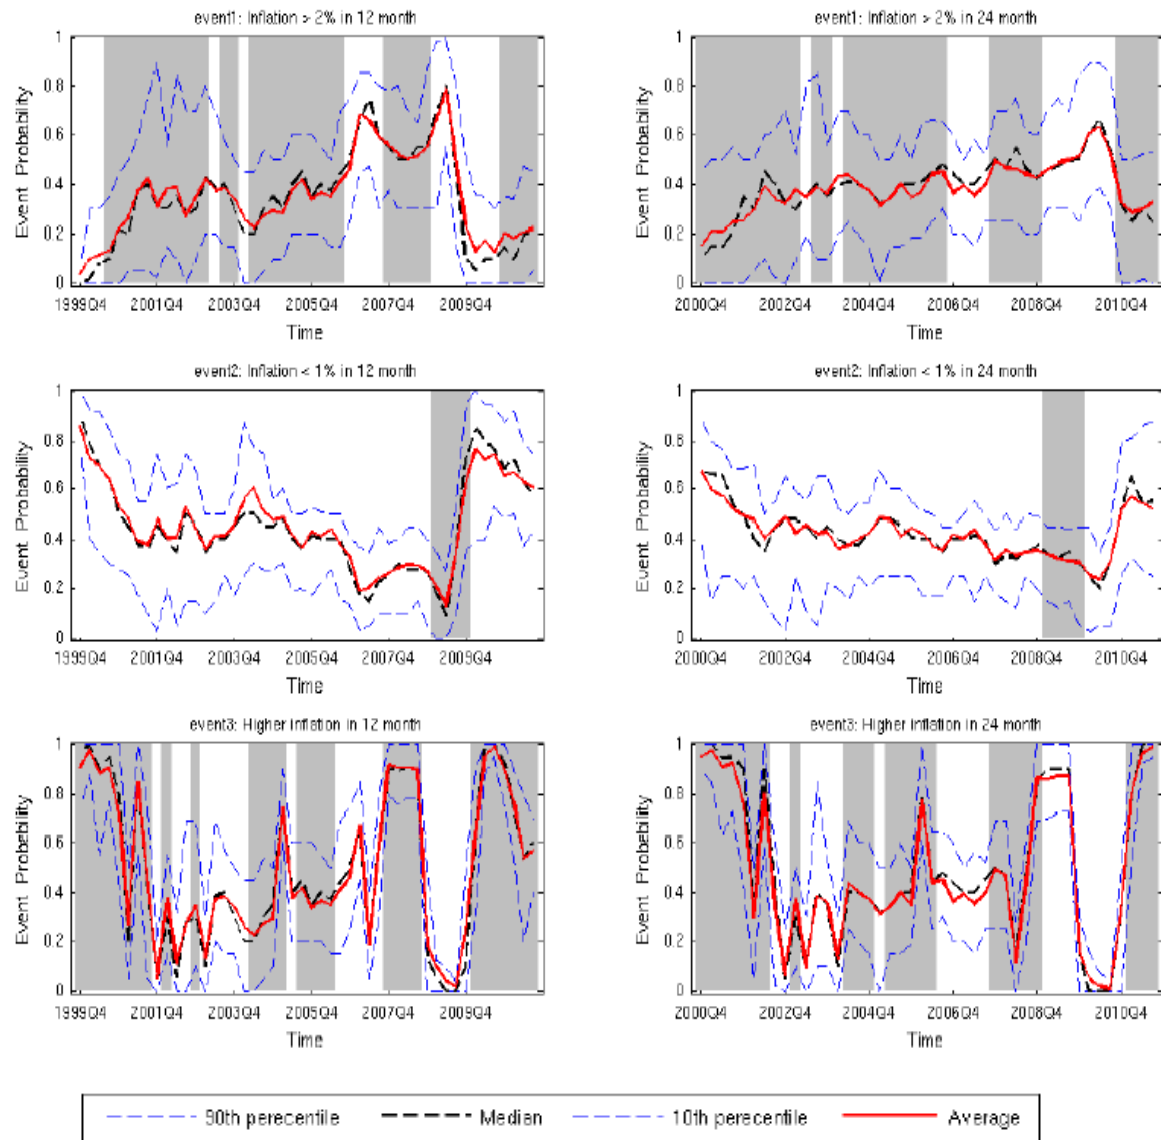 event1: Inflation > 2% in 12 month
event1: Inflation > 2% in 24 month
1
0.8
0.6
0.4
0.2
0
Event Probability
1999Q4 2001Q4 2003Q4 2005Q4 2007Q4 2009Q4
Time
1
0.8
0.6
0.4
0.2
0
Event Probability
2000Q4 2002Q4 2004Q4 2006Q4 2008Q4 2010Q4
Time
event2: Inflation < 1% in 12 month
event2: Inflation < 1% in 24 month
1
0.8
0.6
0.4
0.2
0
Event Probability
1999Q4 2001Q4 2003Q4 2005Q4 2007Q4 2009Q4
Time
1
0.8
0.6
0.4
0.2
0
Event Probability
2000Q4 2002Q4 2004Q4 2006Q4 2008Q4 2010Q4
Time
event3: Higher inflation in 12 month
event3: Higher inflation in 24 month
1
0.8
0.6
0.4
0.2
0
Event Probebility
1999Q4 2001Q4 2003Q4 2005Q4 2007Q4 2009Q4
Time
1
0.8
0.6
0.4
0.2
0
Event Probebility
2000Q4 2002Q4 2004Q4 2006Q4 2008Q4 2010Q4
Time
90th perecentile Median 10th perecentile Average